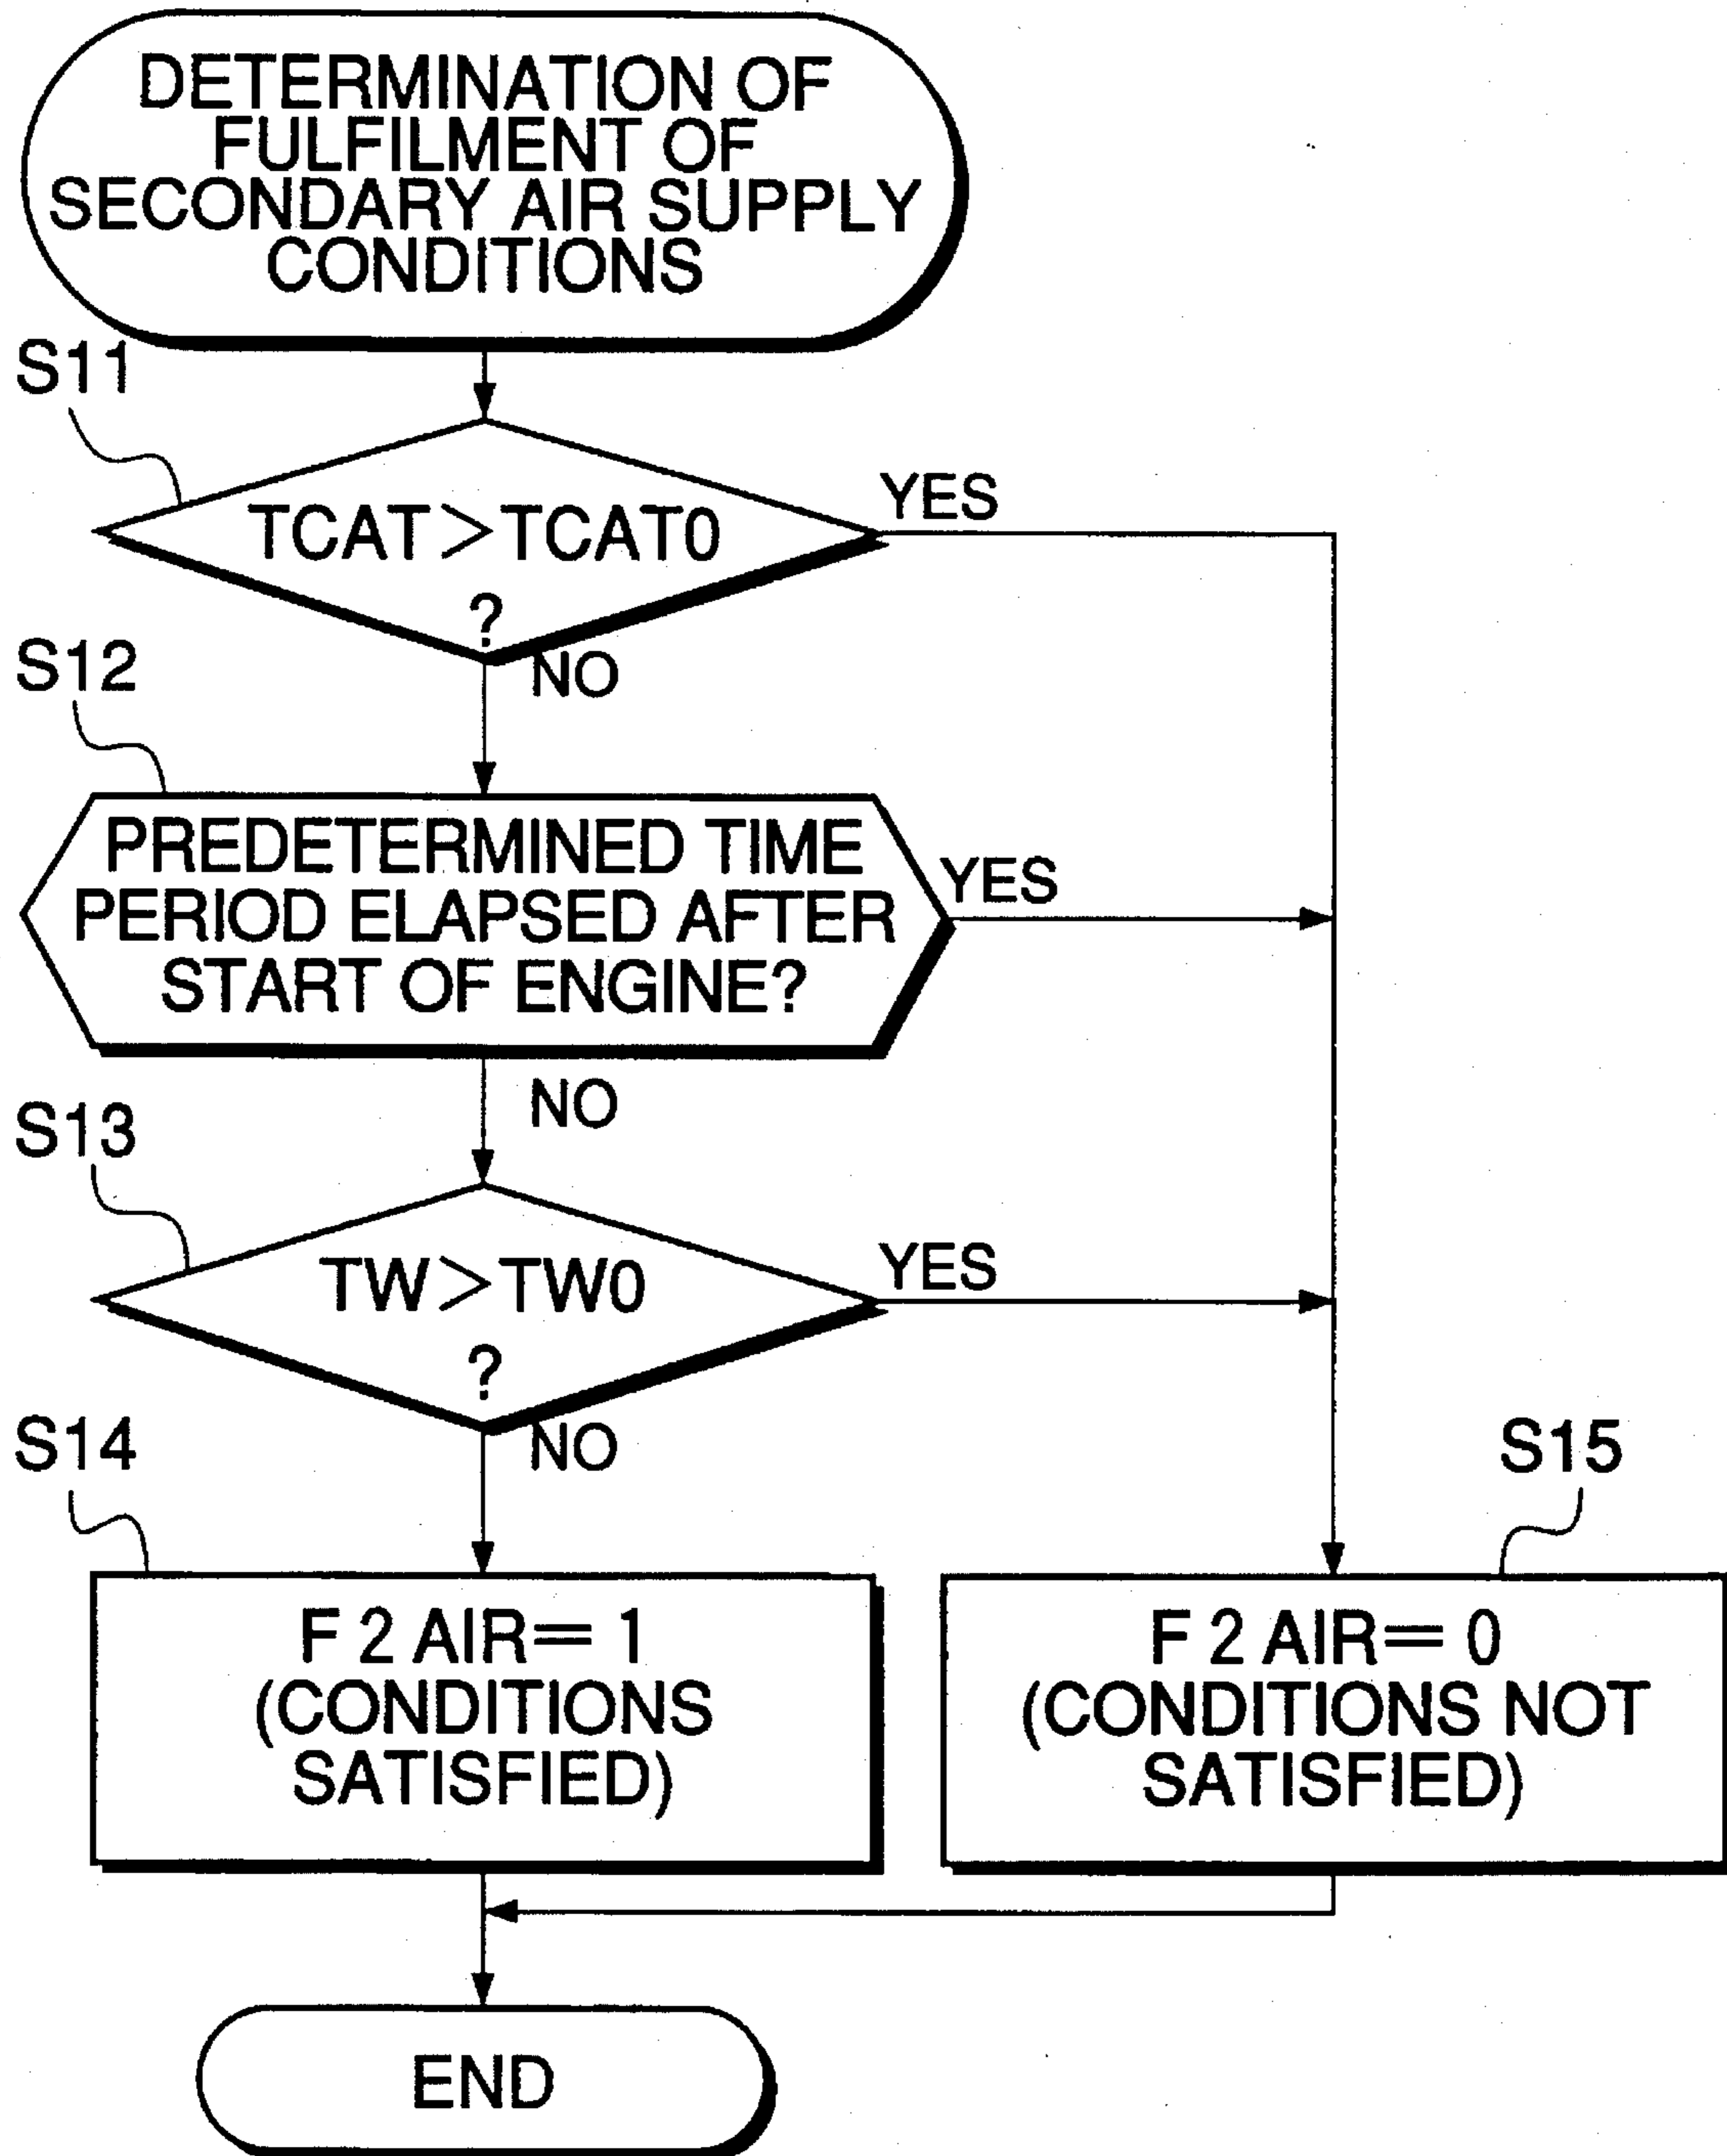 DETERMINATION OF
FULFILMENT OF
SECONDARY AIR SUPPLY
CONDITIONS
S11
TCAT>TCAT0
?
YES
NO
S12
PREDETERMINED TIME
PERIOD ELAPSED AFTER
START OF ENGINE?
YES
NO
S13
TW>TW0
?
YES
NO
S14
F 2 AIR= 1
(CONDITIONS
SATISFIED)
S15
F 2 AIR= 0
(CONDITIONS NOT
SATISFIED)
END